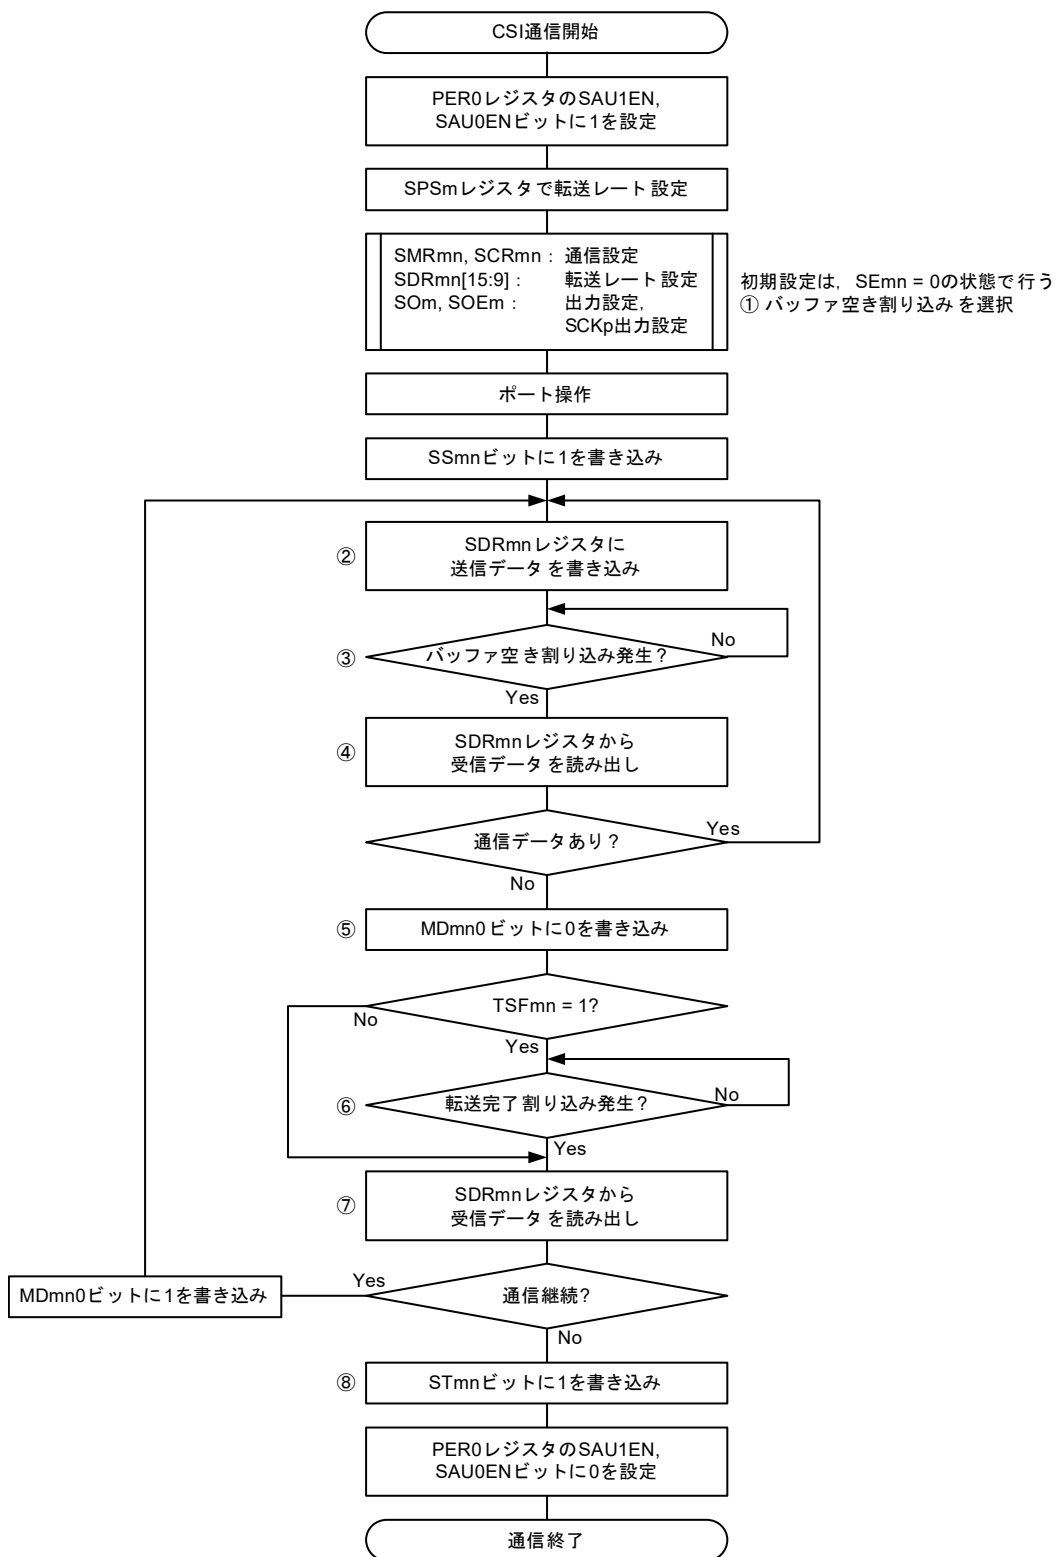 CSI通信開始
PER0レジスタのSAU1EN,
SAU0ENビットに1を設定
SPSmレジスタで転送レート設定
SMRmn, SCRmn： 通信設定
SDRmn[15:9]： 転送レート設定
SOm, SOEm： 出力設定,
SCKp出力設定
初期設定は，SEmn = 0の状態で行う
① バッファ空き割り込みを選択
ポート操作
SSmnビットに1を書き込み
② SDRmnレジスタに
送信データを書き込み
③ バッファ空き割り込み発生？
No
Yes
④ SDRmnレジスタから
受信データを読み出し
通信データあり？
Yes
No
⑤ MDmn0ビットに0を書き込み
TSFmn = 1?
No
Yes
⑥ 転送完了割り込み発生？
No
Yes
⑦ SDRmnレジスタから
受信データを読み出し
MDmn0ビットに1を書き込み
Yes
通信継続?
No
⑧ STmnビットに1を書き込み
PER0レジスタのSAU1EN,
SAU0ENビットに0を設定
通信終了